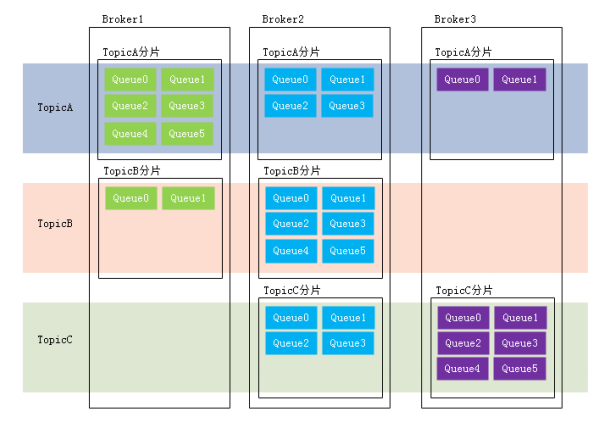 Broker1 Broker2 Broker3
TopicA分片 TopicA分片 TopicA分片
Queue0 Queue1 Queue0 Queue1 Queue0 Queue1
TopicA Queue2 Queue3 Queue2 Queue3
Queue4 Queue5
TopicB分片 TopicB分片
Queue0 Queue1 Queue0 Queue1
TopicB Queue2 Queue3
Queue4 Queue5
TopicC分片 TopicC分片
Queue0 Queue1 Queue0 Queue1
TopicC Queue2 Queue3 Queue2 Queue3
Queue4 Queue5